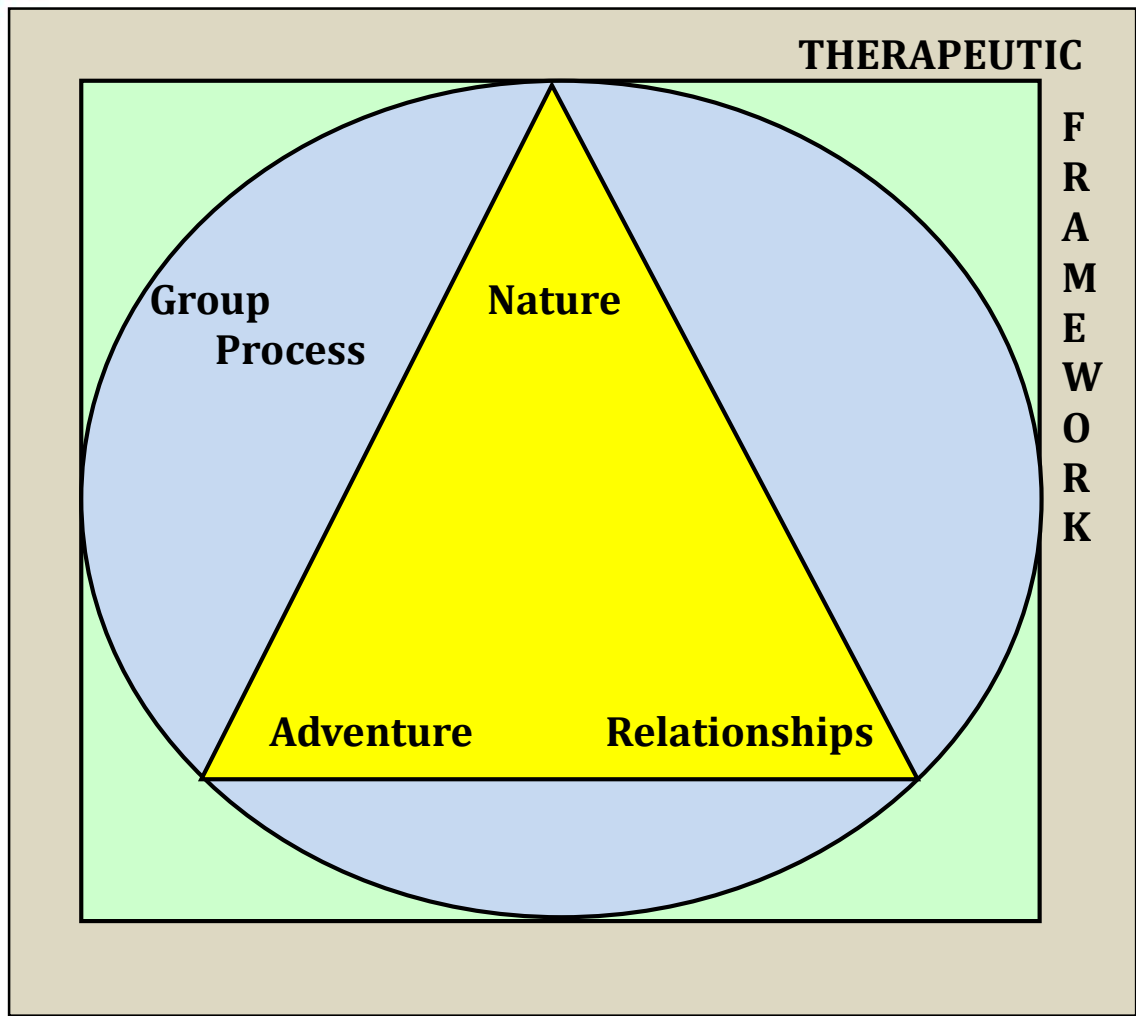 THERAPEUTIC
F
R
A
M
E
W
O
R
K
Group
Process
Nature
Adventure
Relationships